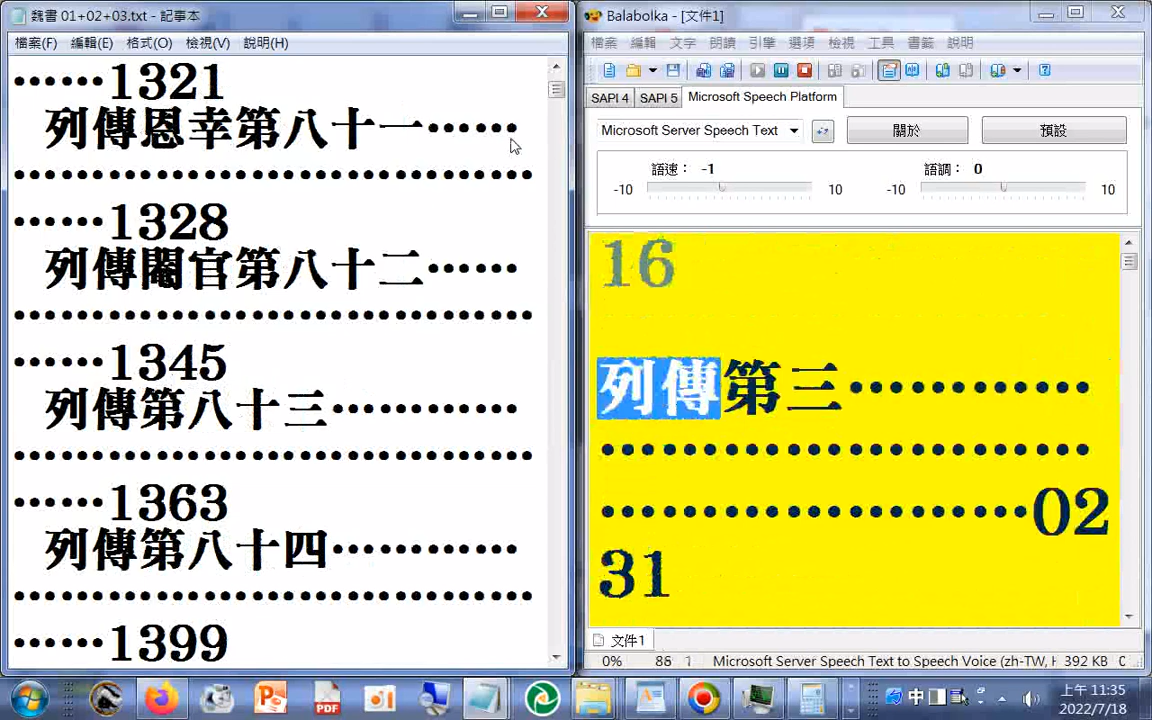 魏書 01+02+03.txt - 記事本
檔案(F) 編輯(E) 格式(O) 檢視(V) 說明(H)
······1321
列傳恩幸第八十一······
·································
······1328
列傳閹官第八十二······
·································
······1345
列傳第八十三············
·································
······1363
列傳第八十四············
·································
······1399
Balabolka - [文件1]
檔案 編輯 文字 朗讀 引擎 選項 檢視 工具 書籤 說明
SAPI 4 SAPI 5 Microsoft Speech Platform
Microsoft Server Speech Text 關於 預設
語速： -1 語調： 0
-10 10 -10 10
16
列傳第三············
························
·····················02
31
文件1
0% 86 1 Microsoft Server Speech Text to Speech Voice (zh-TW, H 392 KB
中
上午 11:35
2022/7/18